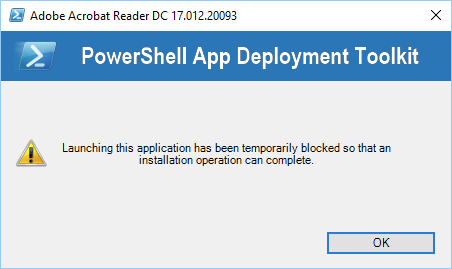 Adobe Acrobat Reader DC 17.012.20093
PowerShell App Deployment Toolkit
Launching this application has been temporarily blocked so that an
installation operation can complete.
OK